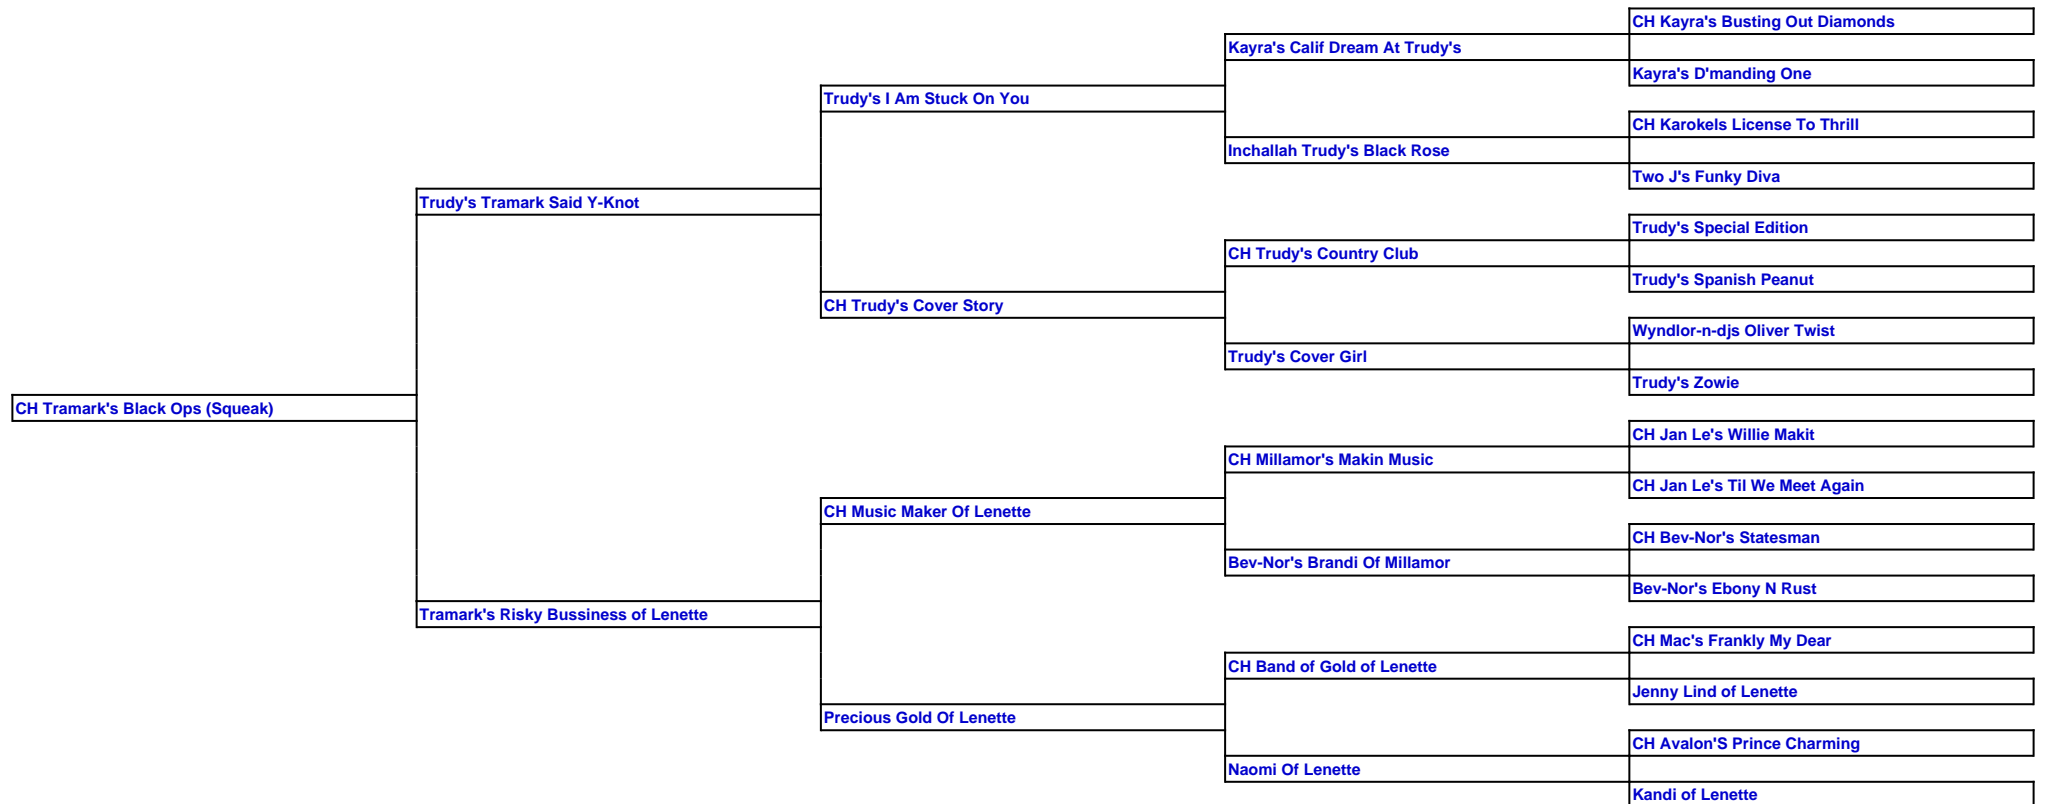 CH Kayra's Busting Out Diamonds
Kayra's Calif Dream At Trudy's
Kayra's D'manding One
Trudy's I Am Stuck On You
CH Karokels License To Thrill
Inchallah Trudy's Black Rose
Two J's Funky Diva
Trudy's Tramark Said Y-Knot
Trudy's Special Edition
CH Trudy's Country Club
Trudy's Spanish Peanut
CH Trudy's Cover Story
Wyndlor-n-djs Oliver Twist
Trudy's Cover Girl
Trudy's Zowie
CH Tramark's Black Ops (Squeak)
CH Jan Le's Willie Makit
CH Millamor's Makin Music
CH Jan Le's Til We Meet Again
CH Music Maker Of Lenette
CH Bev-Nor's Statesman
Bev-Nor's Brandi Of Millamor
Bev-Nor's Ebony N Rust
Tramark's Risky Bussiness of Lenette
CH Mac's Frankly My Dear
CH Band of Gold of Lenette
Jenny Lind of Lenette
Precious Gold Of Lenette
CH Avalon'S Prince Charming
Naomi Of Lenette
Kandi of Lenette